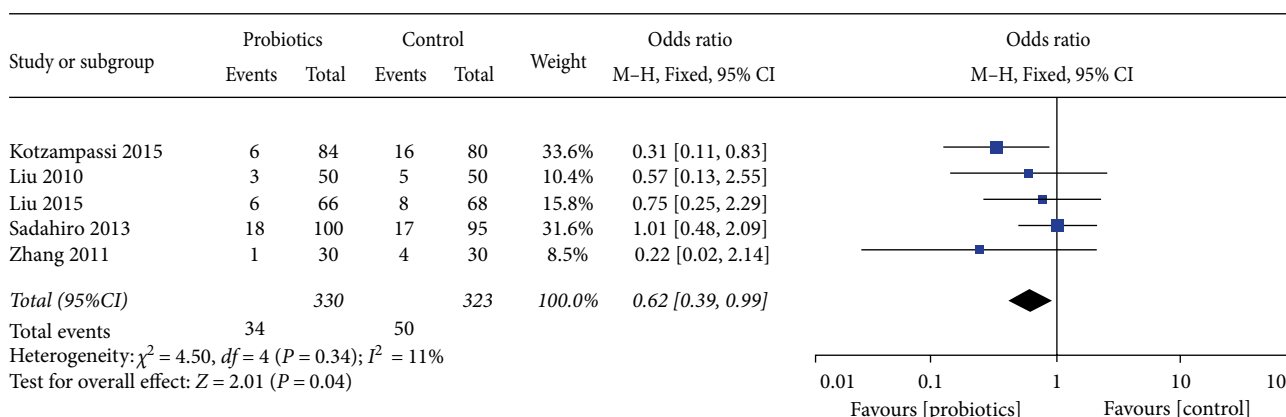 Study or subgroup Probiotics Control Weight Odds ratio Odds ratio
Events Total Events Total M–H, Fixed, 95% CI M–H, Fixed, 95% CI
Kotzampassi 2015 6 84 16 80 33.6% 0.31 [0.11, 0.83]
Liu 2010 3 50 5 50 10.4% 0.57 [0.13, 2.55]
Liu 2015 6 66 8 68 15.8% 0.75 [0.25, 2.29]
Sadahiro 2013 18 100 17 95 31.6% 1.01 [0.48, 2.09]
Zhang 2011 1 30 4 30 8.5% 0.22 [0.02, 2.14]
Total (95%CI) 330 323 100.0% 0.62 [0.39, 0.99]
Total events 34 50
Heterogeneity: χ² = 4.50, df = 4 (P = 0.34); I² = 11%
Test for overall effect: Z = 2.01 (P = 0.04)
0.01 0.1 1 10
Favours [probiotics] Favours [control]